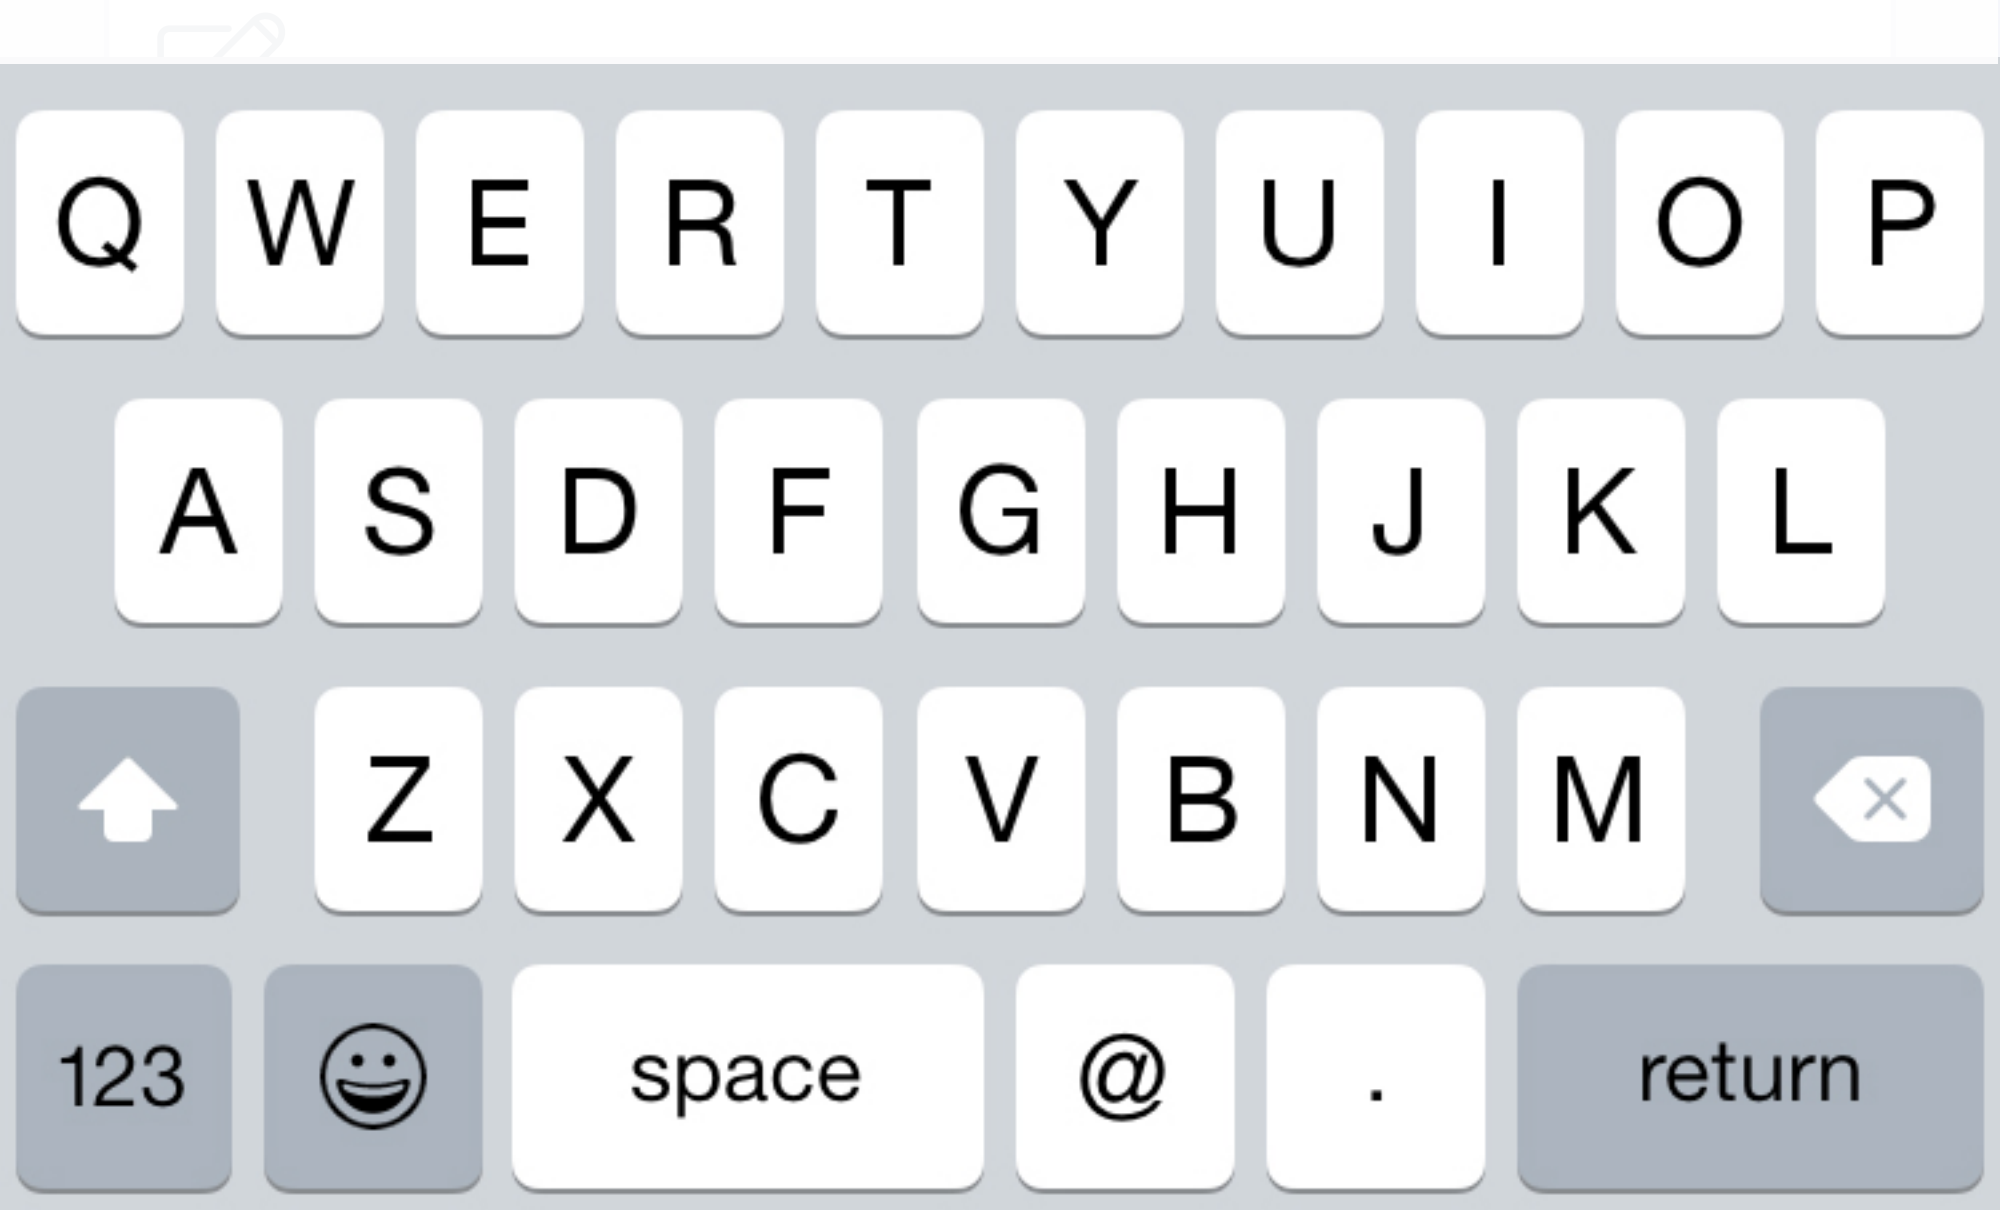 Q W E R T Y U I O P
A S D F G H J K L
Z X C V B N M
123 space @ . return